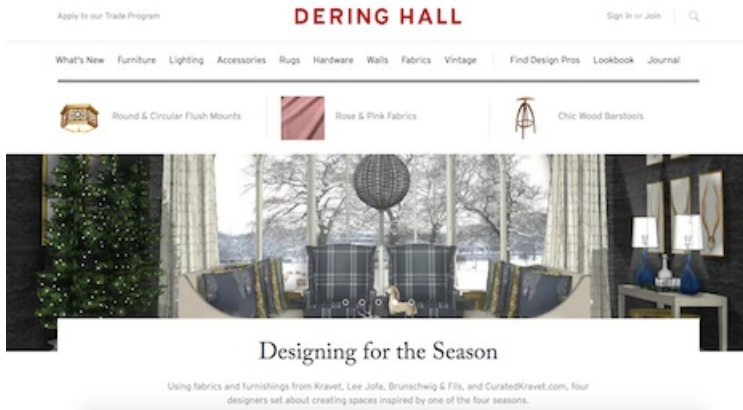 Apply to our Trade Program
DERING HALL
Sign In or Join
What's New Furniture Lighting Accessories Rugs Hardware Walls Fabrics Vintage Find Design Pros Lookbook Journal
Round & Circular Flush Mounts
Rose & Pink Fabrics
Chic Wood Barstools
Designing for the Season
Using fabrics and furnishings from Kravet, Lee Jofa, Brunschwig & Fils, and CuratedKravet.com, four
designers set about creating spaces inspired by one of the four seasons.